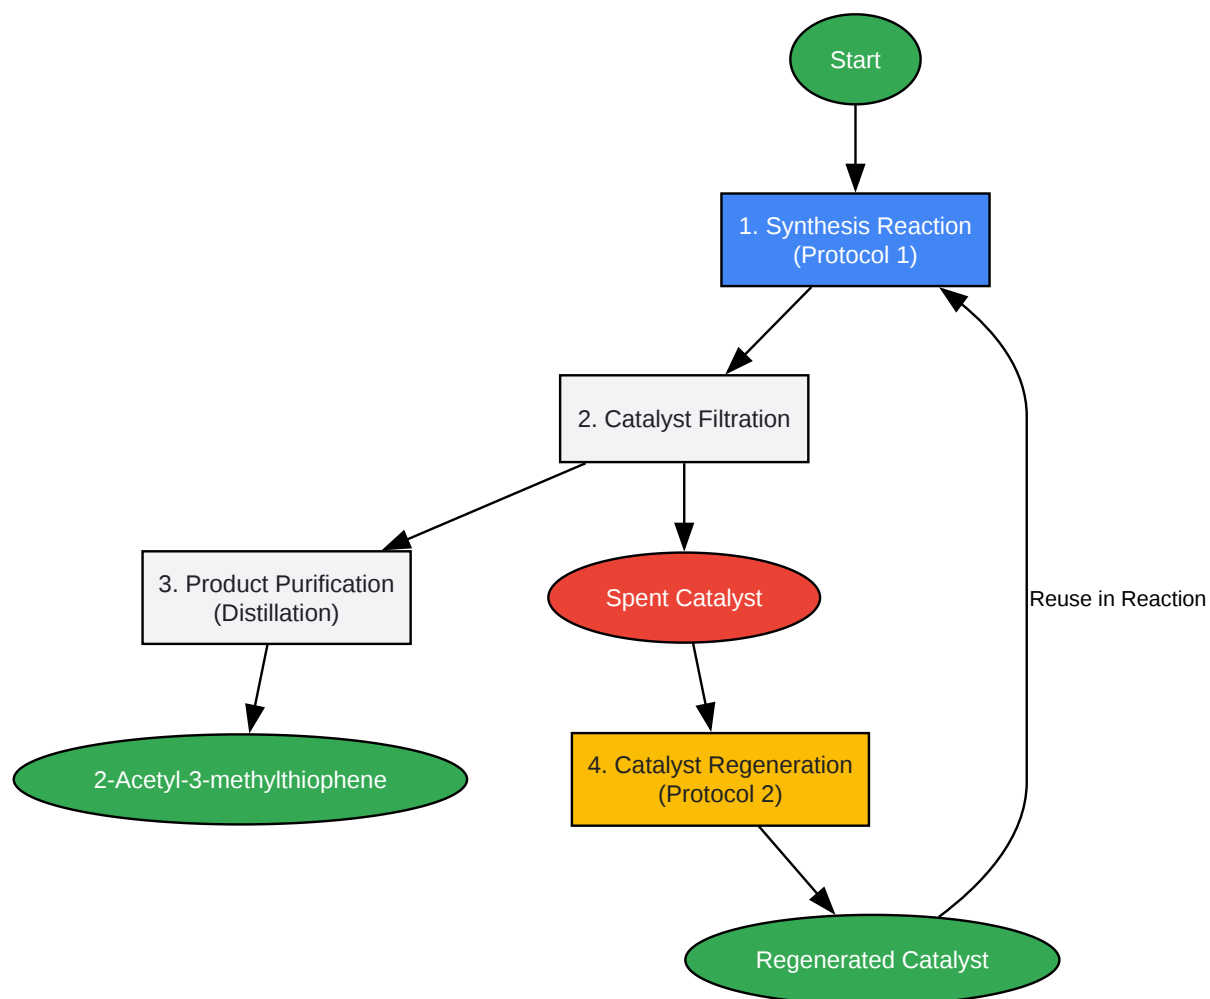 Start
1. Synthesis Reaction
(Protocol 1)
2. Catalyst Filtration
3. Product Purification
(Distillation)
Spent Catalyst
Reuse in Reaction
2-Acetyl-3-methylthiophene
4. Catalyst Regeneration
(Protocol 2)
Regenerated Catalyst